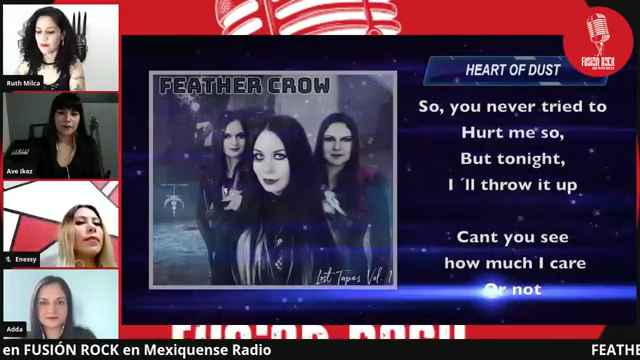 Ruth Milca
Ave Ikez
Enessy
Adda
FEATHER CROW
Lost Tapes Vol. 1
HEART OF DUST
So, you never tried to
Hurt me so,
But tonight,
I ´ll throw it up
Cant you see
how much I care
Or not
FUSIÓN ROCK
FUSIÓN ROCK
en FUSIÓN ROCK en Mexiquense Radio
FEATHE